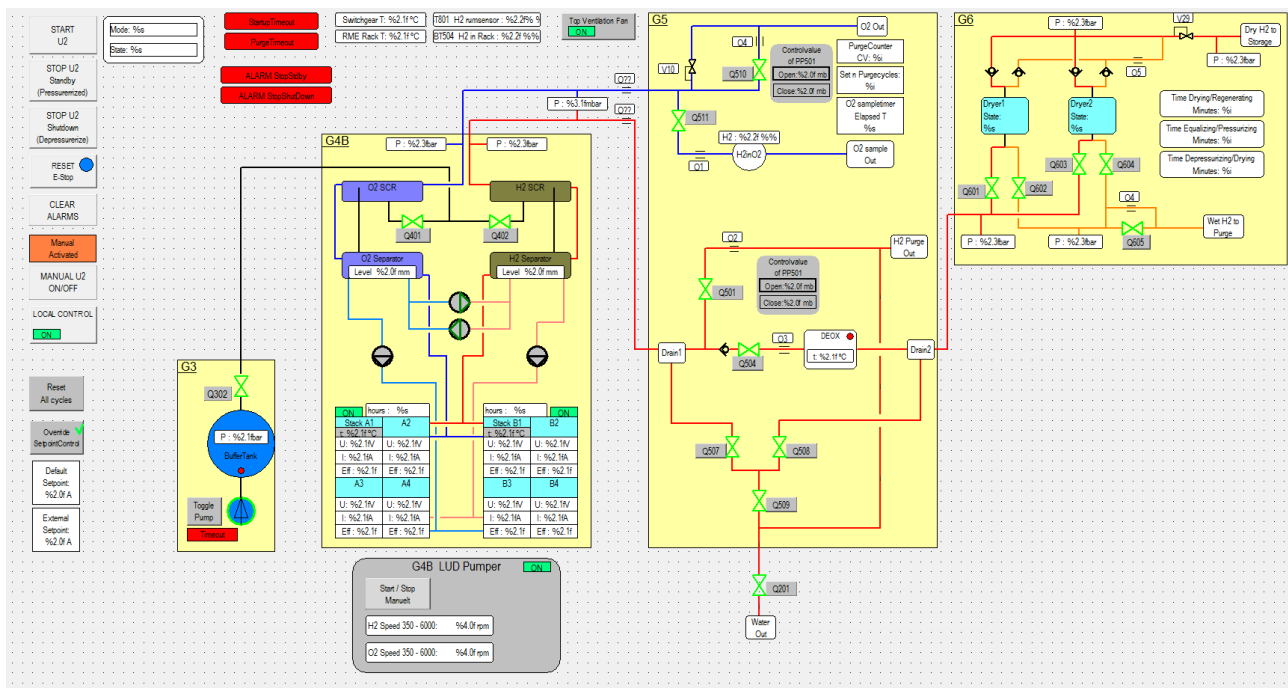 START
U2
STOP U2
Standby
(Pressuremized)
STOP U2
Shutdown
(Depressurenize)
RESET
E-Stop
CLEAR
ALARMS
Manual
Activated
MANUAL U2
ON/OFF
LOCAL CONTROL
ON
Reset
All cycles
Override
SetpointControl
Default
Setpoint:
%2.0f A
External
Setpoint:
%2.0f A
Mode: %s
State: %s
StartupTimeout
PurgeTimeout
ALARM StopStdby
ALARM StopShutDown
Switchgear T: %2.1f °C
RME Rack T: %2.1f °C
T801 H2 rumsensor : %2.2f% %
BT504 H2 in Rack : %2.2f %%
Top Ventilation Fan
ON
G3
Q302
P : %2.1fbar
BufferTank
Toggle
Pump
Timeout
G4B
P : %2.3fbar
P : %2.3fbar
O2 SCR
H2 SCR
Q401
Q402
O2 Separator
Level %2.0f mm
H2 Separator
Level %2.0f mm
ON
hours : %s
hours : %s
ON
Stack A1
A2
Stack B1
B2
t: %2.1f °C
t: %2.1f °C
U: %2.1fV
U: %2.1fV
U: %2.1fV
U: %2.1fV
I: %2.1fA
I: %2.1fA
I: %2.1fA
I: %2.1fA
Eff : %2.1f
Eff : %2.1f
Eff : %2.1f
Eff : %2.1f
A3
A4
B3
B4
U: %2.1fV
U: %2.1fV
U: %2.1fV
U: %2.1fV
I: %2.1fA
I: %2.1fA
I: %2.1fA
I: %2.1fA
Eff : %2.1f
Eff : %2.1f
Eff : %2.1f
Eff : %2.1f
G4B LUD Pumper
ON
Start / Stop
Manuelt
H2 Speed 350 - 6000: %4.0f rpm
O2 Speed 350 - 6000: %4.0f rpm
G5
O2 Out
V10
O4
Q510
Controlvalue
of PP501
Open:%2.0f mb
Close:%2.0f mb
PurgeCounter
CV: %i
Set n Purgecycles:
%i
O2 sampletimer
Elapsed T
%s
O??
P : %3.1fmbar
O??
Q511
H2 : %2.2f %%
H2inO2
O1
O2 sample
Out
O2
H2 Purge
Out
Controlvalue
of PP501
Open:%2.0f mb
Close:%2.0f mb
Q501
Drain1
Q504
O3
DEOX
t: %2.1f °C
Drain2
Q507
Q508
Q509
Q201
Water
Out
G6
P : %2.3fbar
V29
Dry H2 to
Storage
P : %2.3fbar
O5
Dryer1
State:
%s
Dryer2
State:
%s
Time Drying/Regenerating
Minutes: %i
Time Equalizing/Pressurizing
Minutes: %i
Time Depressurizing/Drying
Minutes: %i
Q601
Q602
Q603
Q604
O4
Q605
Wet H2 to
Purge
P : %2.3fbar
P : %2.3fbar